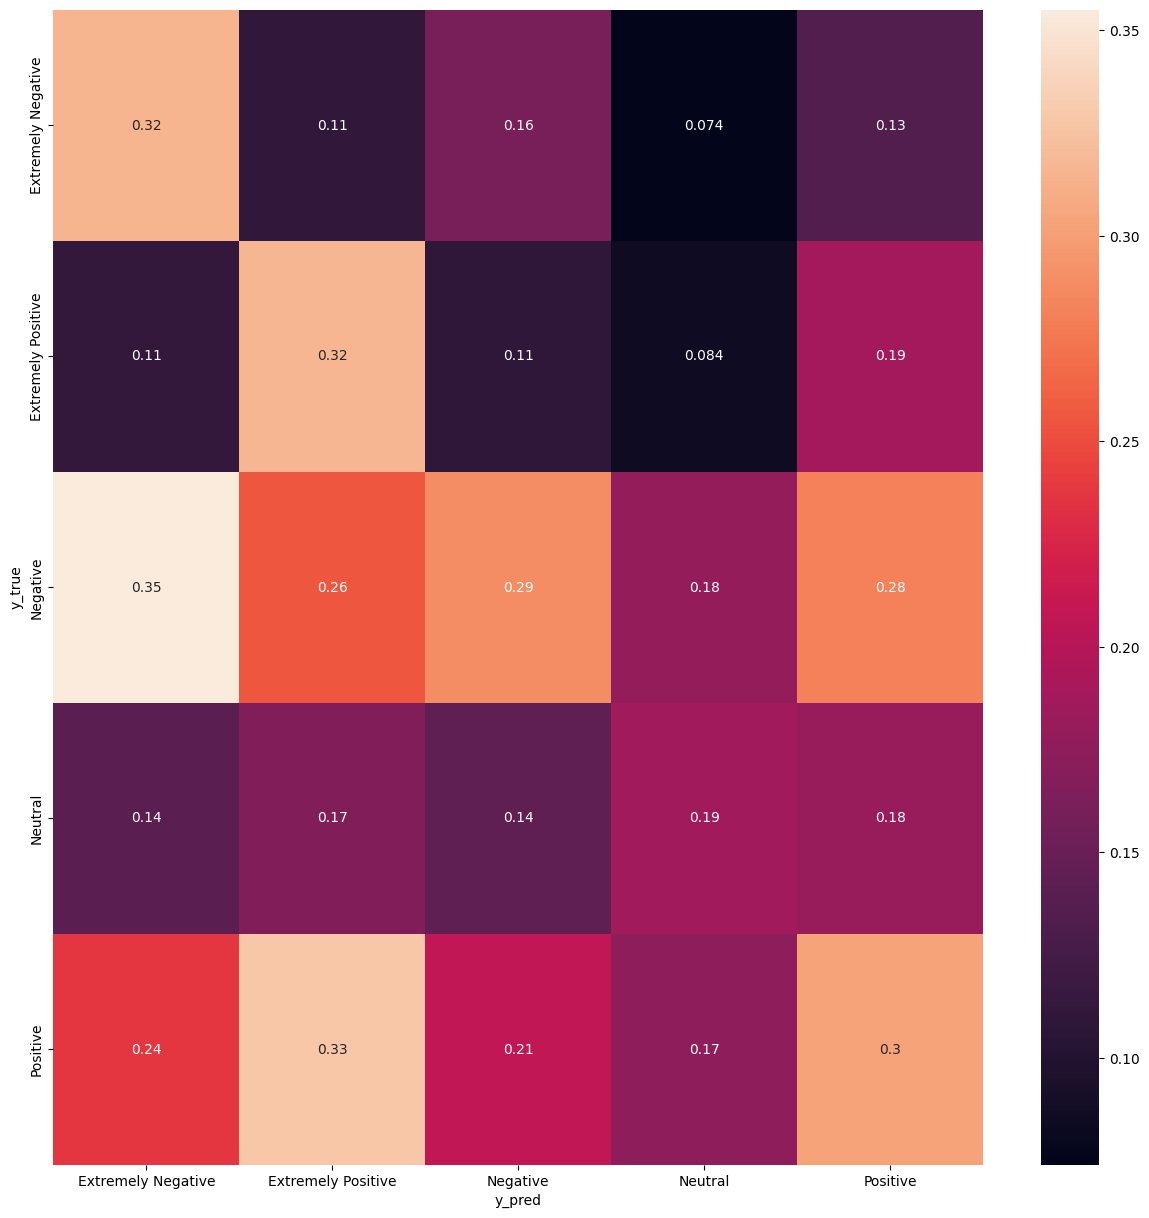 Extremely Negative
0.32 0.11 0.16 0.074 0.13
Extremely Positive
0.11 0.32 0.11 0.084 0.19
y_true
Negative
0.35 0.26 0.29 0.18 0.28
Neutral
0.14 0.17 0.14 0.19 0.18
Positive
0.24 0.33 0.21 0.17 0.3
Extremely Negative Extremely Positive Negative Neutral Positive
y_pred
0.35
0.30
0.25
0.20
0.15
0.10